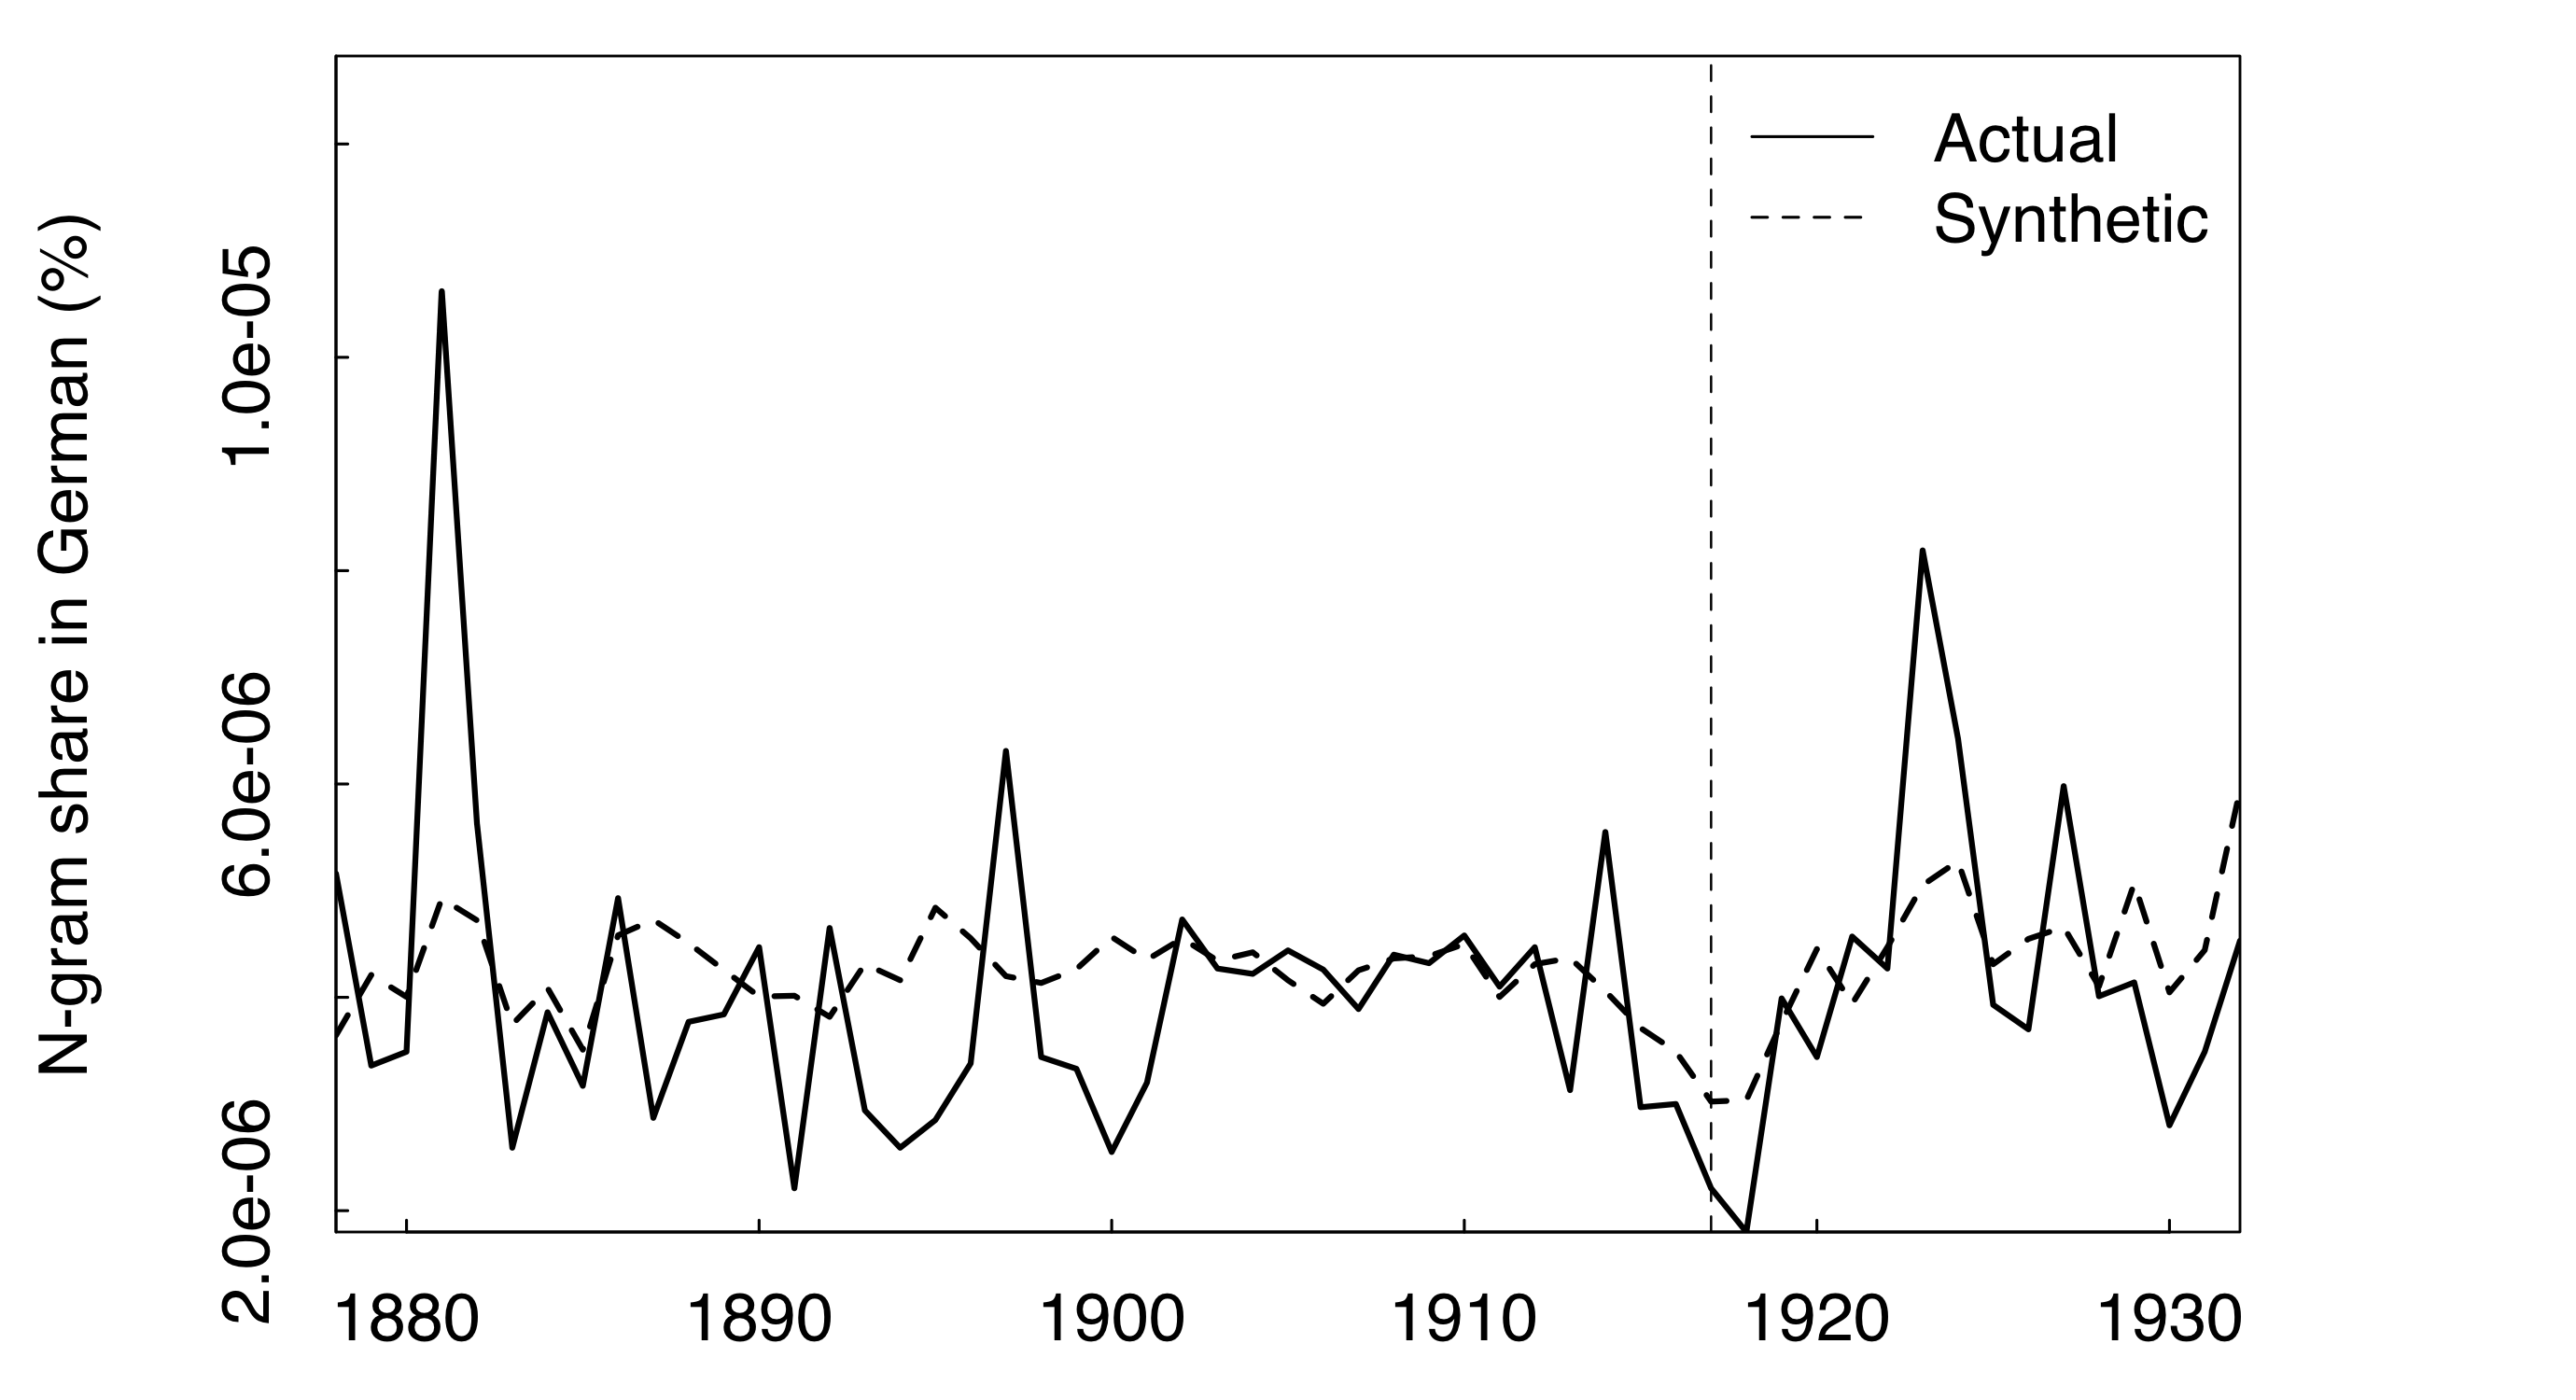 N-gram share in German (%)
1.0e-05
6.0e-06
2.0e-06
Actual
Synthetic
1880 1890 1900 1910 1920 1930